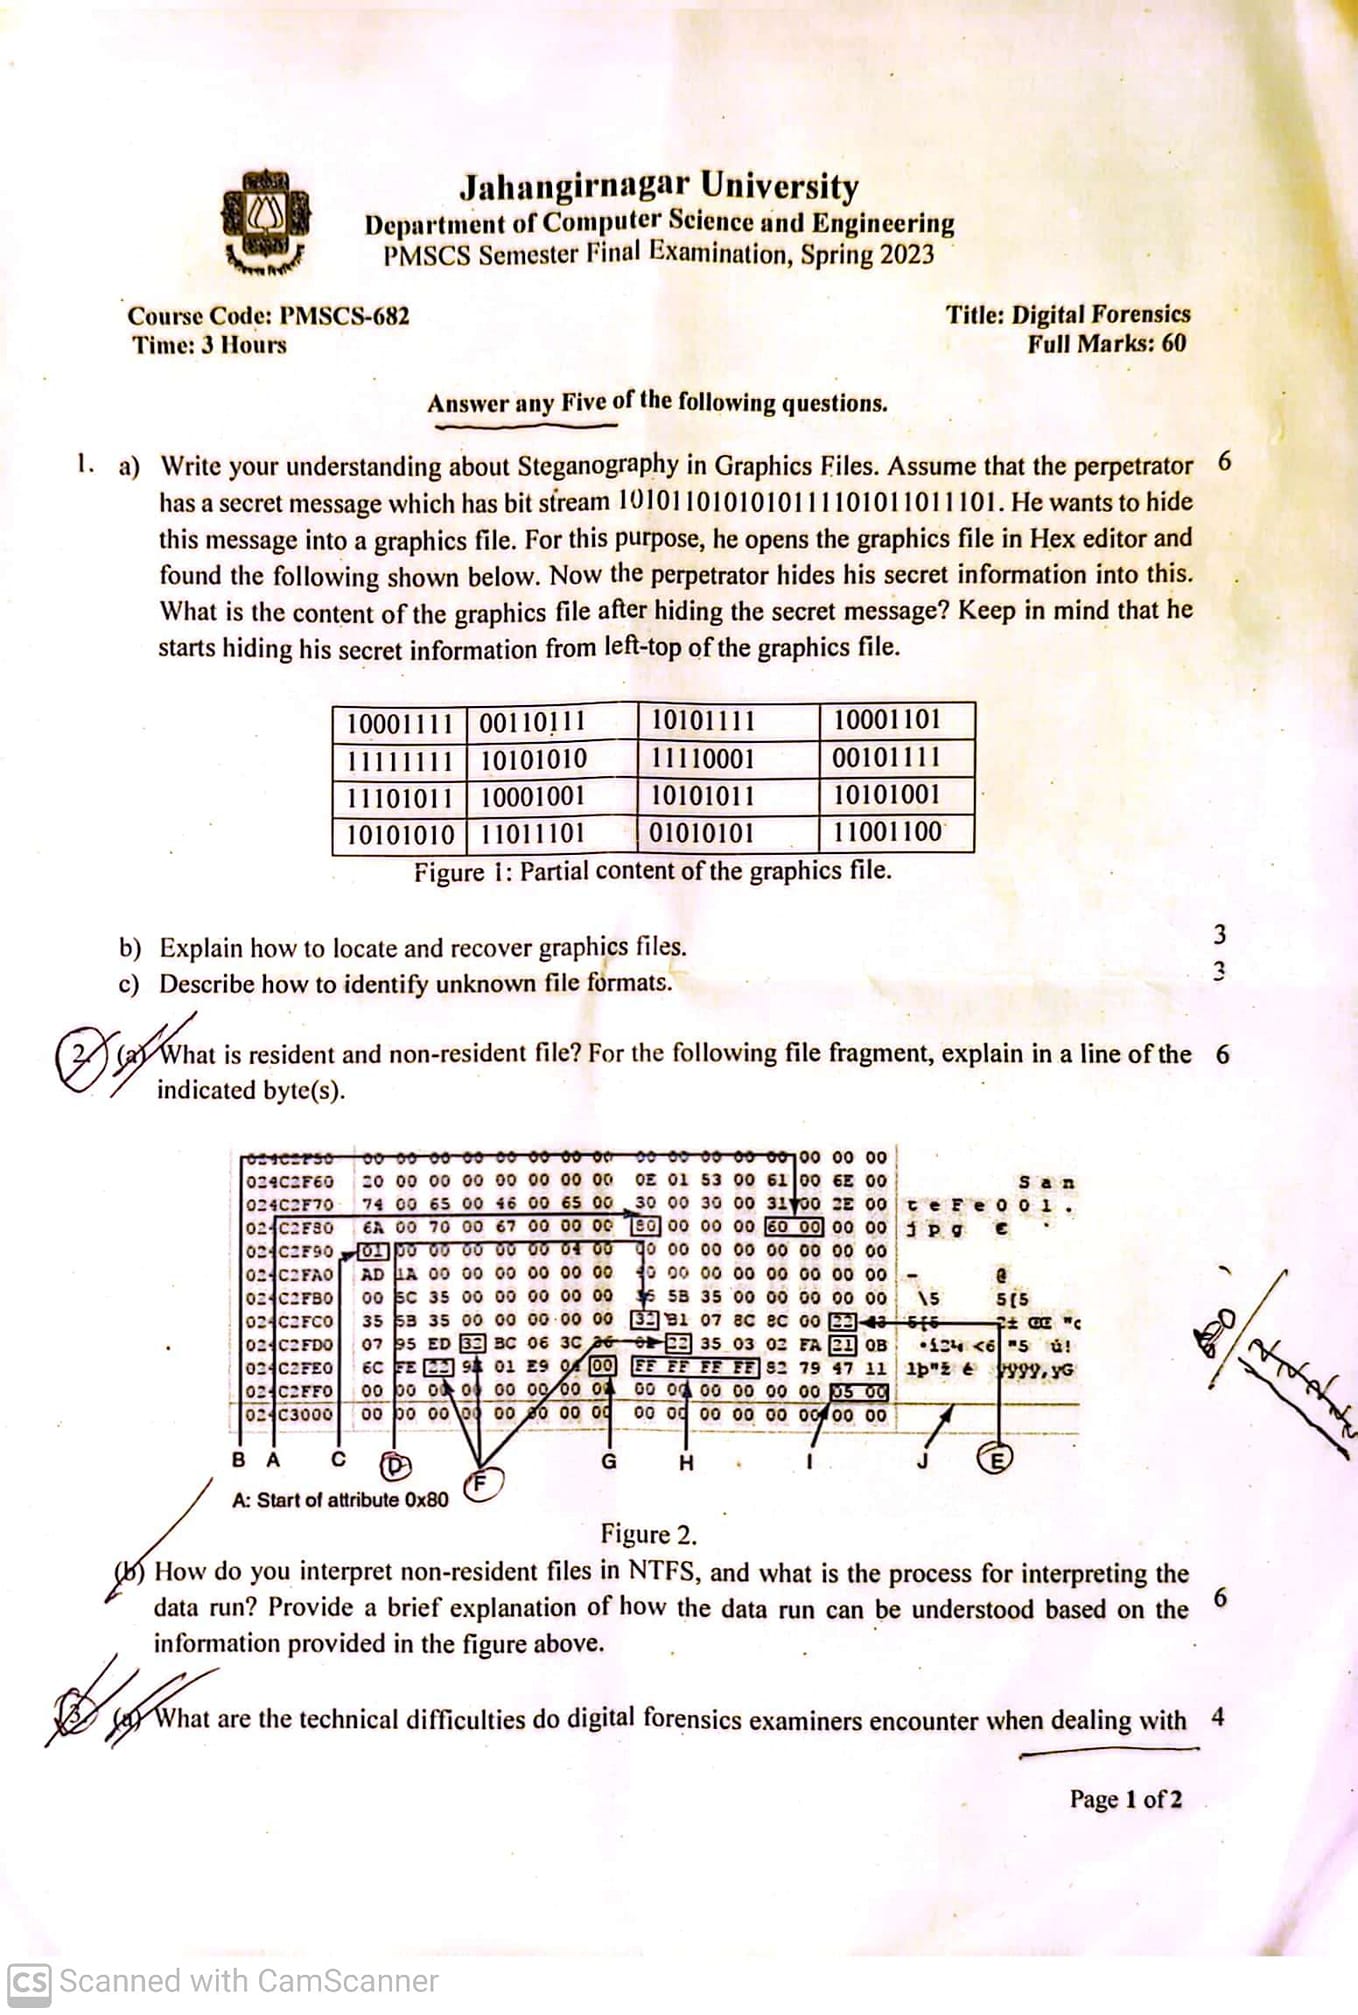 Jahangirnagar University
Department of Computer Science and Engineering
PMSCS Semester Final Examination, Spring 2023
Course Code: PMSCS-682
Title: Digital Forensics
Time: 3 Hours
Full Marks: 60
Answer any Five of the following questions.
1. a) Write your understanding about Steganography in Graphics Files. Assume that the perpetrator 6
has a secret message which has bit stream 1010110101010111101011011101. He wants to hide
this message into a graphics file. For this purpose, he opens the graphics file in Hex editor and
found the following shown below. Now the perpetrator hides his secret information into this.
What is the content of the graphics file after hiding the secret message? Keep in mind that he
starts hiding his secret information from left-top of the graphics file.
10001111 00110111 10101111 10001101
11111111 10101010 11110001 00101111
11101011 10001001 10101011 10101001
10101010 11011101 01010101 11001100
Figure 1: Partial content of the graphics file.
b) Explain how to locate and recover graphics files. 3
c) Describe how to identify unknown file formats. 3
2. (a) What is resident and non-resident file? For the following file fragment, explain in a line of the 6
indicated byte(s).
024C2F50 00 00 00 00 00 00 00 00 00 00 00 00 00 00 00 00
024C2F60 20 00 00 00 00 00 00 00 0E 01 53 00 61 00 6E 00 S a n
024C2F70 74 00 65 00 46 00 65 00 30 00 30 00 31 00 2E 00 t e F e 0 0 1 .
024C2F80 6A 00 70 00 67 00 00 00 80 00 00 00 60 00 00 00 j p g €
024C2F90 01 00 00 00 00 00 04 00 00 00 00 00 00 00 00
024C2FA0 AD 1A 00 00 00 00 00 00 00 00 00 00 00 00 00 - @
024C2FB0 00 5C 35 00 00 00 00 00 5B 35 00 00 00 00 00 \5 5[5
024C2FC0 35 5B 35 00 00 00 00 00 32 B1 07 8C 8C 00 22 43 5[5 2± ŒŒ "C
024C2FD0 07 95 ED 32 BC 06 3C 22 35 03 02 FA 21 0B
024C2FE0 6C FE 22 01 E9 00 FF FF FF FF 82 79 47 11 ÿÿÿÿ‚yG
024C2FF0 00 00 00 00 00 00 00 00 00 00 00 00 00 00 05 00
024C3000 00 00 00 00 00 00 00 00 00 00 00 00 00 00 00 00
B A C D F G H I J E
A: Start of attribute 0x80
Figure 2.
(b) How do you interpret non-resident files in NTFS, and what is the process for interpreting the
data run? Provide a brief explanation of how the data run can be understood based on the 6
information provided in the figure above.
3. (a) What are the technical difficulties do digital forensics examiners encounter when dealing with 4
Page 1 of 2
CS Scanned with CamScanner